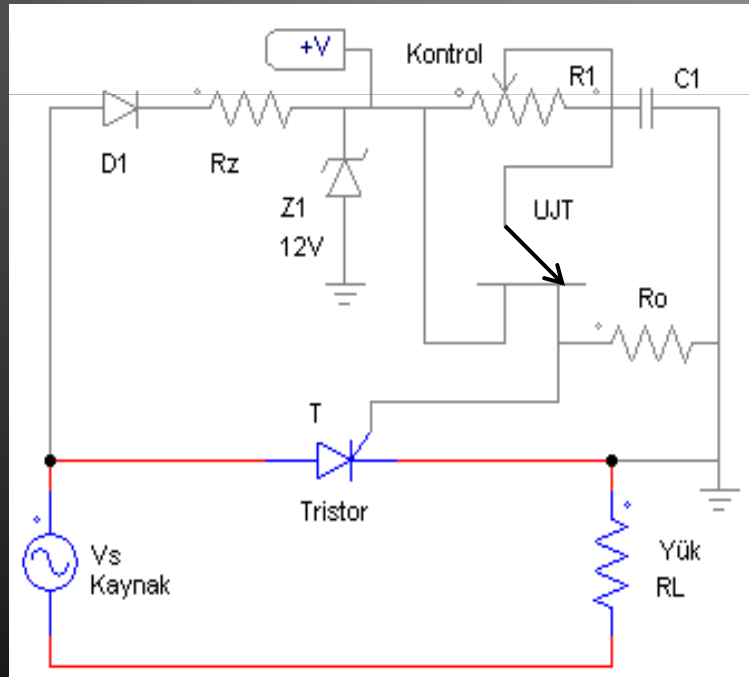 +V
Kontrol
R1
C1
D1
Rz
Z1
12V
UJT
Ro
T
Tristor
Vs
Kaynak
Yük
RL